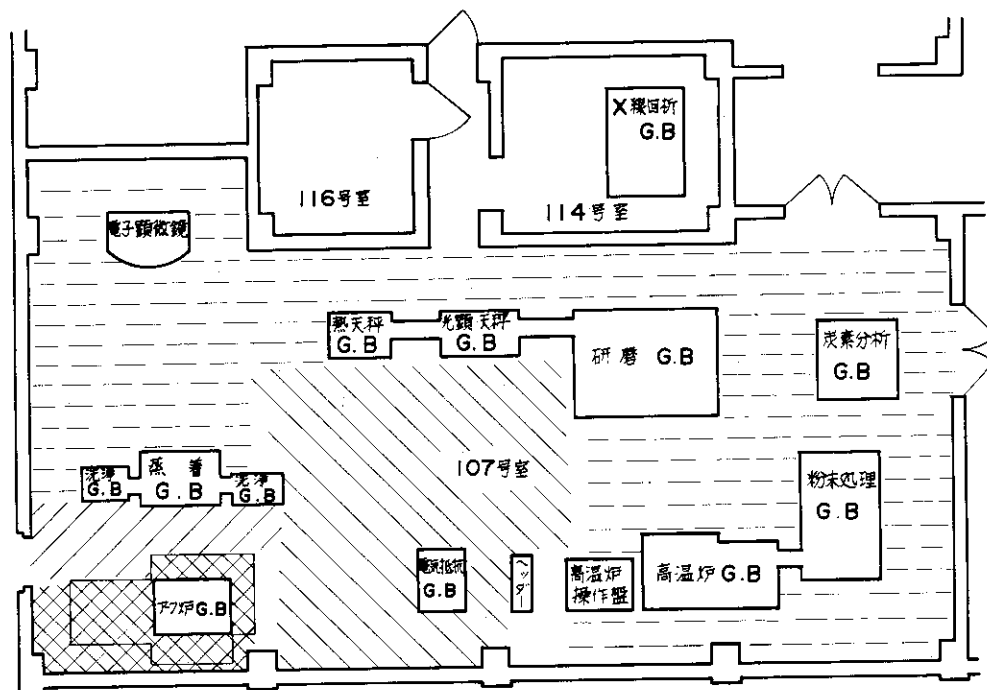 X線回折
G.B
116号室
114号室
電子顕微鏡
熱天秤
G.B
光顕天秤
G.B
研磨 G.B
炭素分析
G.B
洗浄
G.B
蒸着
G.B
洗浄
G.B
107号室
粉末処理
G.B
アーク炉 G.B
電気抵抗
G.B
ヘッダー
高温炉
操作盤
高温炉 G.B